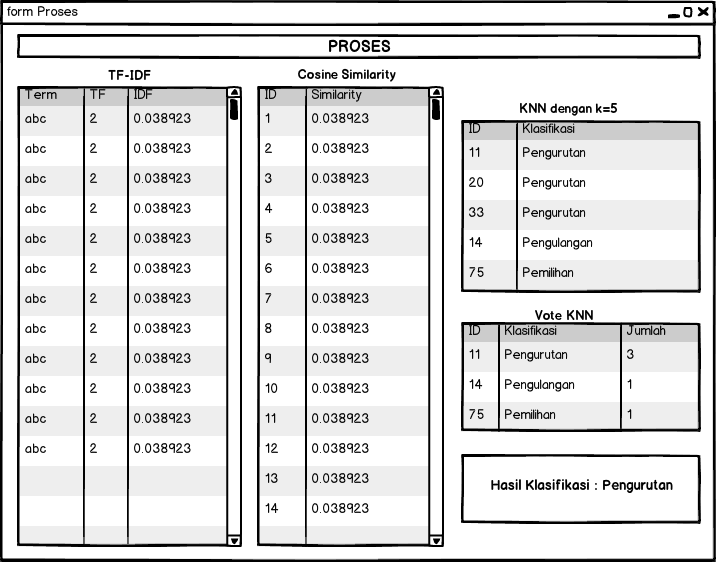 form Proses
PROSES
TF-IDF
Term TF IDF
abc 2 0.038923
abc 2 0.038923
abc 2 0.038923
abc 2 0.038923
abc 2 0.038923
abc 2 0.038923
abc 2 0.038923
abc 2 0.038923
abc 2 0.038923
abc 2 0.038923
abc 2 0.038923
abc 2 0.038923
Cosine Similarity
ID Similarity
1 0.038923
2 0.038923
3 0.038923
4 0.038923
5 0.038923
6 0.038923
7 0.038923
8 0.038923
9 0.038923
10 0.038923
11 0.038923
12 0.038923
13 0.038923
14 0.038923
KNN dengan k=5
ID Klasifikasi
11 Pengurutan
20 Pengurutan
33 Pengurutan
14 Pengulangan
75 Pemilihan
Vote KNN
ID Klasifikasi Jumlah
11 Pengurutan 3
14 Pengulangan 1
75 Pemilihan 1
Hasil Klasifikasi : Pengurutan